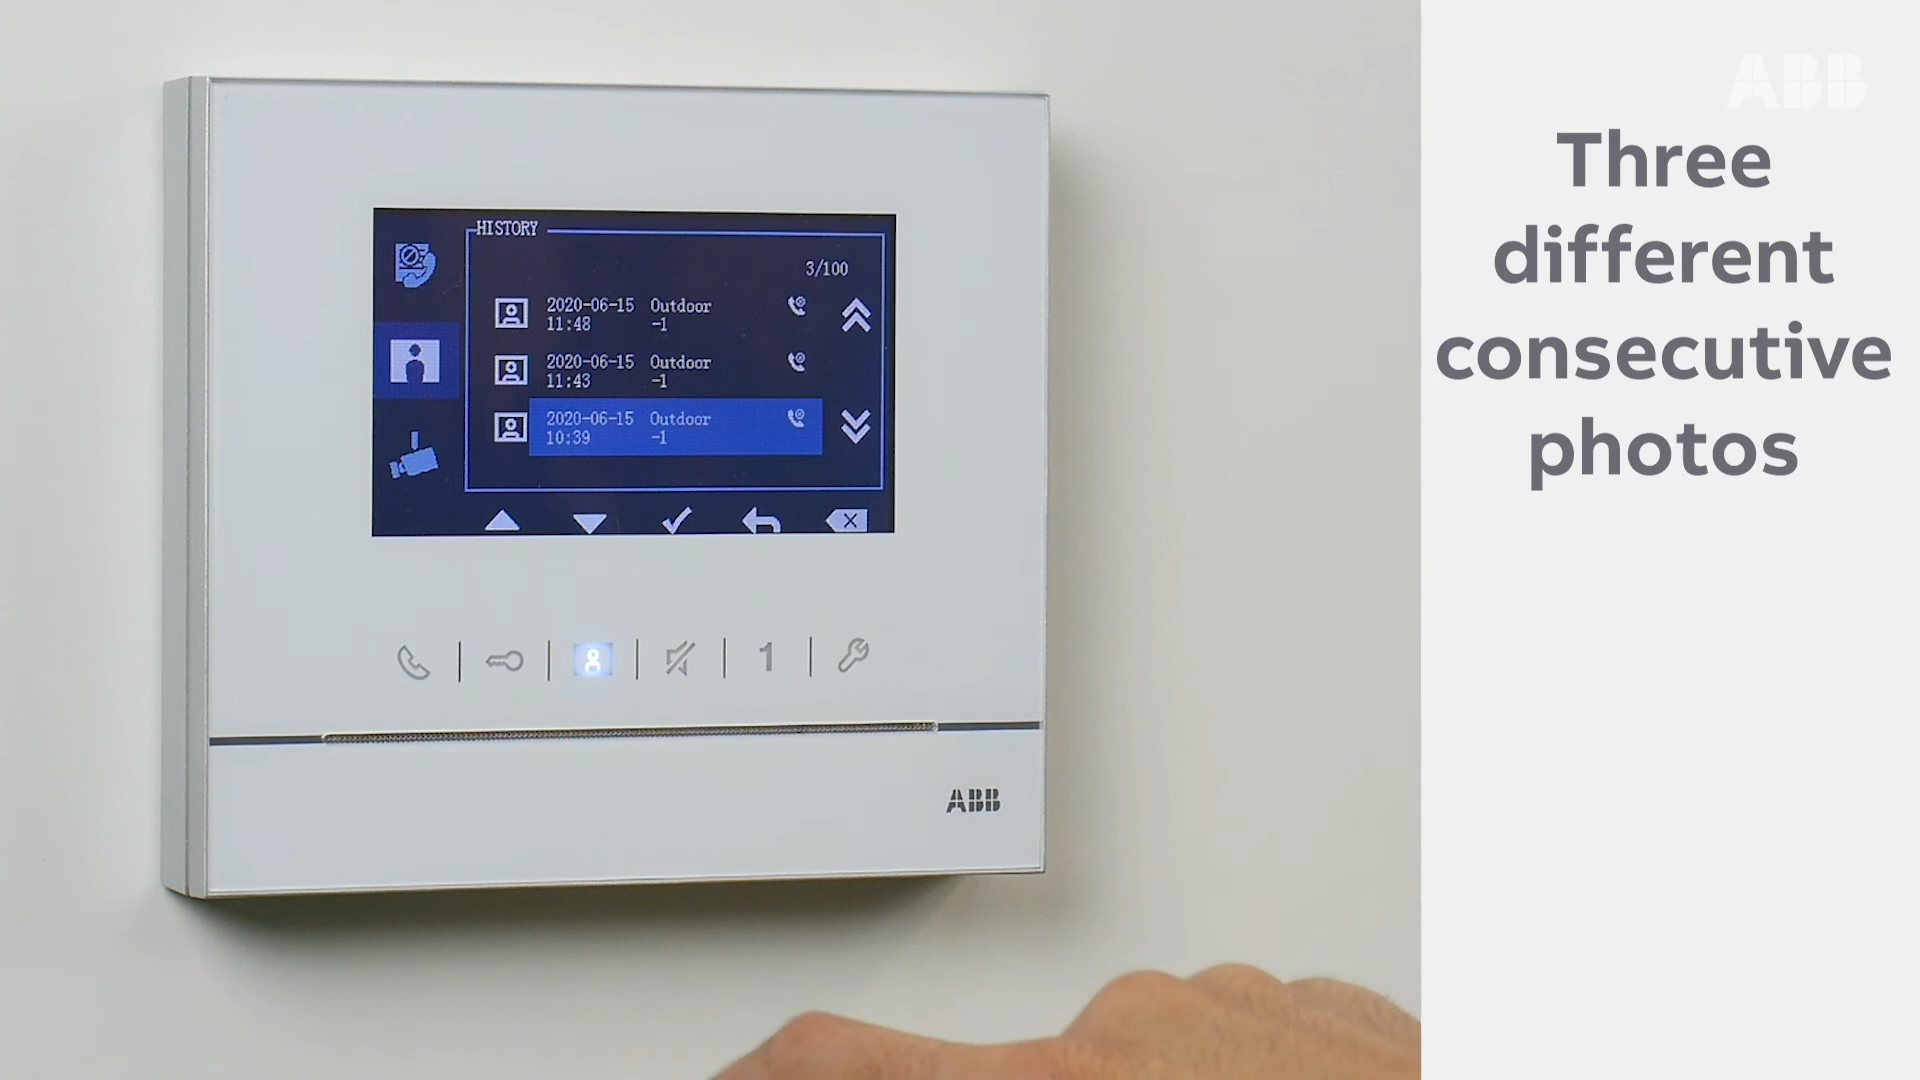 HISTORY
3/100
2020-06-15 Outdoor
11:48 -1
2020-06-15 Outdoor
11:43 -1
2020-06-15 Outdoor
10:39 -1
1
ABB
ABB
Three
different
consecutive
photos